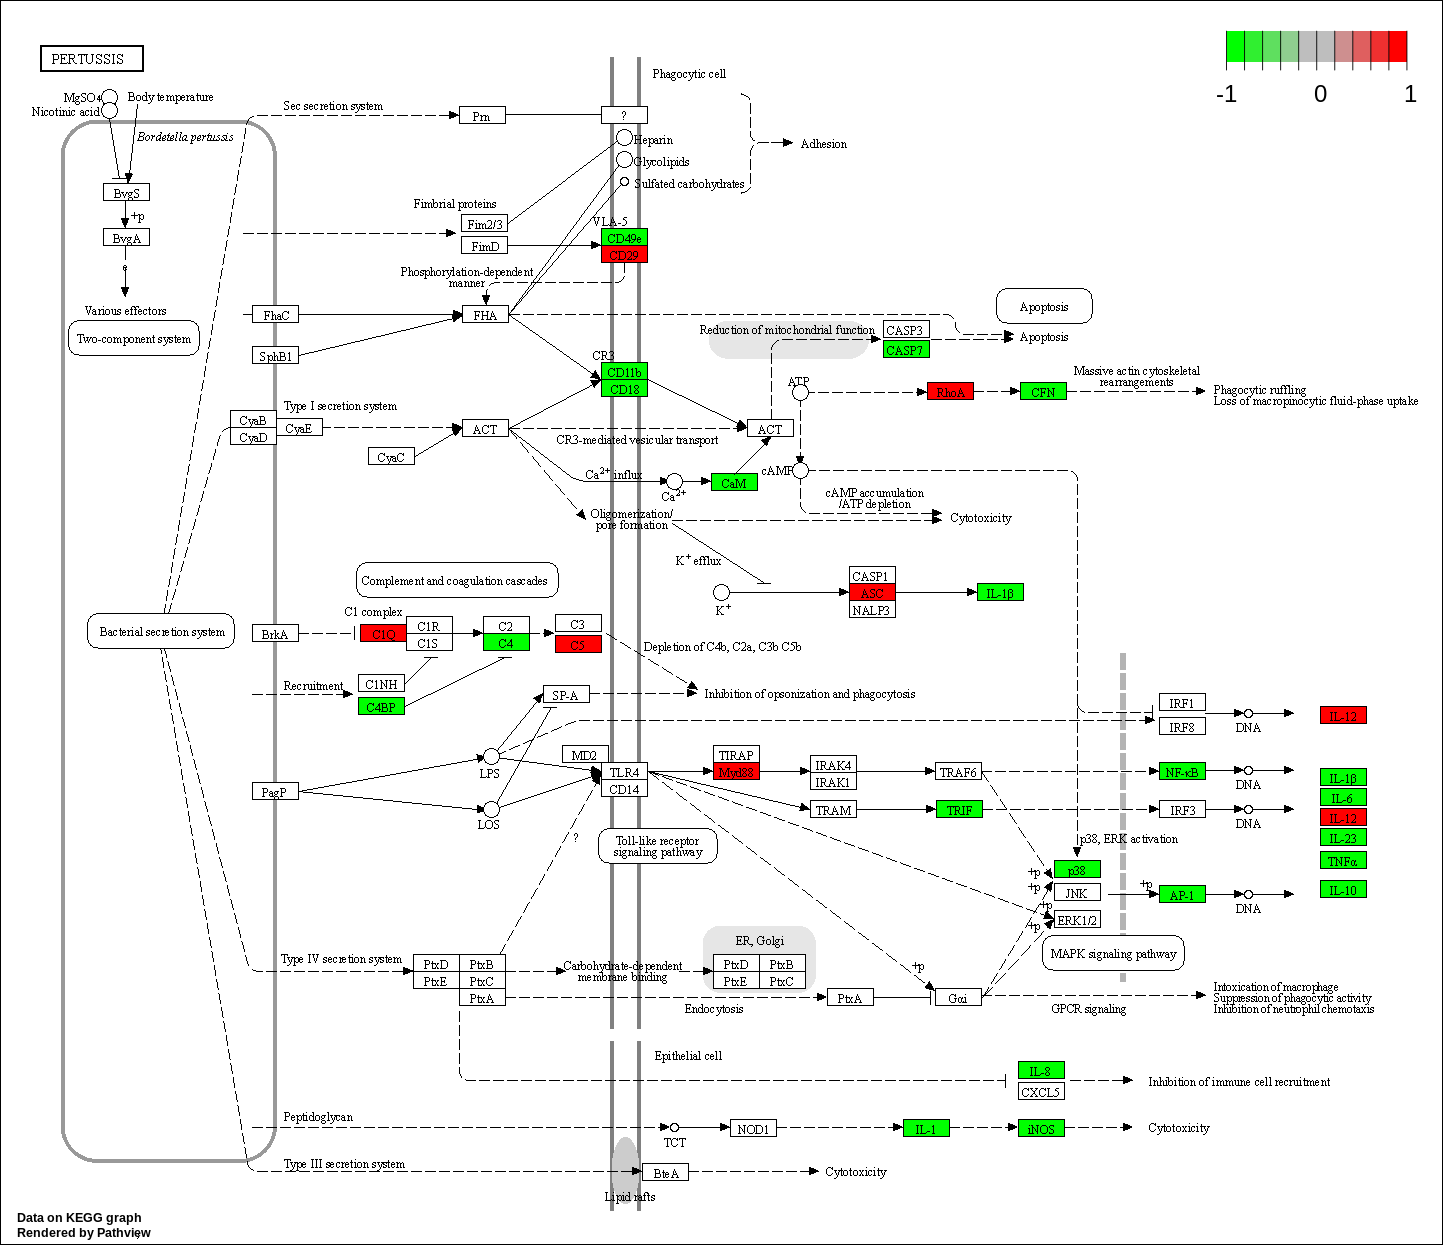 PERTUSSIS
-1
0
1
Phagocytic cell
MgSO4
Nicotinic acid
Body temperature
Bordetella pertussis
Sec secretion system
Prn
?
Heparin
Glycolipids
Sulfated carbohydrates
Adhesion
BvgS
+p
BvgA
e
Various effectors
Two-component system
Fimbrial proteins
Fim2/3
FimD
VLA-5
CD49e
CD29
Phosphorylation-dependent
manner
FhaC
FHA
SphB1
CR3
CD11b
CD18
Reduction of mitochondrial function
CASP3
CASP7
Apoptosis
Apoptosis
ATP
RhoA
CFN
Massive actin cytoskeletal
rearrangements
Phagocytic ruffling
Loss of macropinocytic fluid-phase uptake
Type I secretion system
CyaB
CyaD
CyaE
ACT
CyaC
CR3-mediated vesicular transport
ACT
Ca2+ influx
Ca2+
CaM
cAMP
cAMP accumulation
/ATP depletion
Cytotoxicity
Oligomerization/
pore formation
K+ efflux
K+
CASP1
ASC
NALP3
IL-1β
Complement and coagulation cascades
Bacterial secretion system
BrkA
C1 complex
C1Q
C1R
C1S
C2
C4
C3
C5
Depletion of C4b, C2a, C3b C5b
Recruitment
C1NH
C4BP
SP-A
Inhibition of opsonization and phagocytosis
IRF1
IRF8
DNA
IL-12
LPS
MD2
TLR4
CD14
TIRAP
Myd88
IRAK4
IRAK1
TRAF6
NF-κB
DNA
PagP
LOS
TRAM
TRIF
IRF3
DNA
IL-1β
IL-6
IL-12
IL-23
TNFα
IL-10
?
Toll-like receptor
signaling pathway
p38, ERK activation
+p
p38
+p
JNK
+p
AP-1
DNA
+p
+p
ERK1/2
MAPK signaling pathway
Type IV secretion system
PtxD
PtxB
PtxE
PtxC
PtxA
Carbohydrate-dependent
membrane binding
ER, Golgi
PtxD
PtxB
PtxE
PtxC
Endocytosis
PtxA
+p
Gαi
GPCR signaling
Intoxication of macrophage
Suppression of phagocytic activity
Inhibition of neutrophil chemotaxis
Epithelial cell
IL-8
CXCL5
Inhibition of immune cell recruitment
Peptidoglycan
TCT
NOD1
IL-1
iNOS
Cytotoxicity
Type III secretion system
BteA
Cytotoxicity
Lipid rafts
Data on KEGG graph
Rendered by Pathview